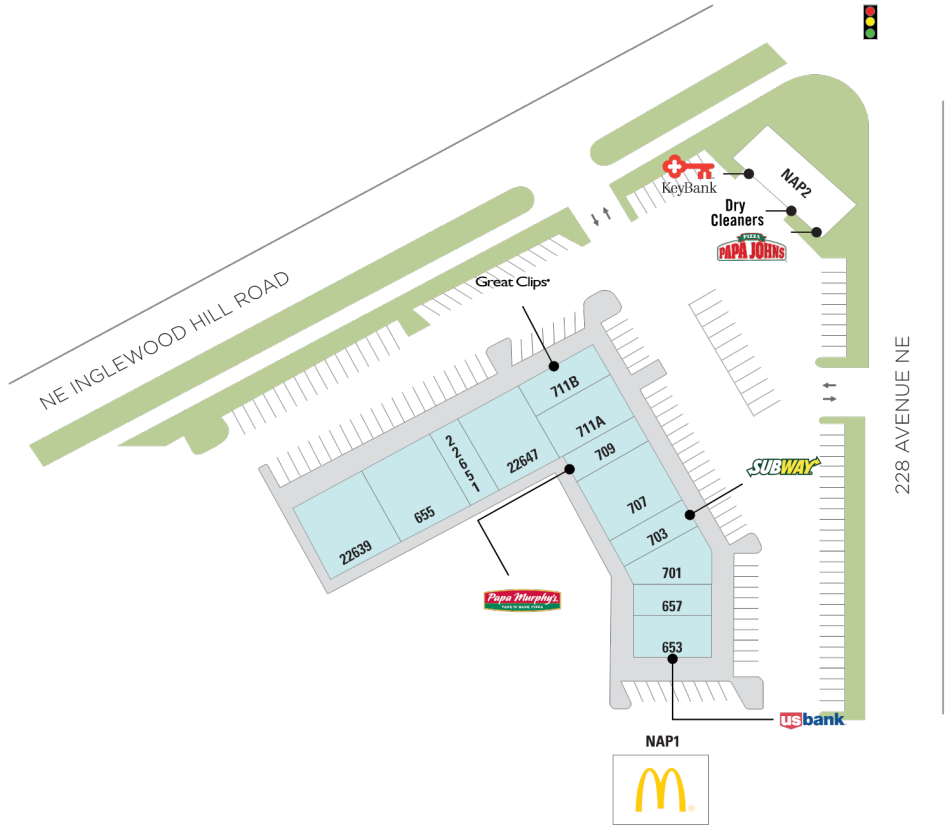 KeyBank
NAP2
Dry
Cleaners
PIZZA
PAPA JOHNS
Great Clips®
NE INGLEWOOD HILL ROAD
228 AVENUE NE
711B
711A
709
22647
22651
655
22639
707
703
701
657
653
SUBWAY
Papa Murphy's
TAKE 'N' BAKE PIZZA
usbank
NAP1